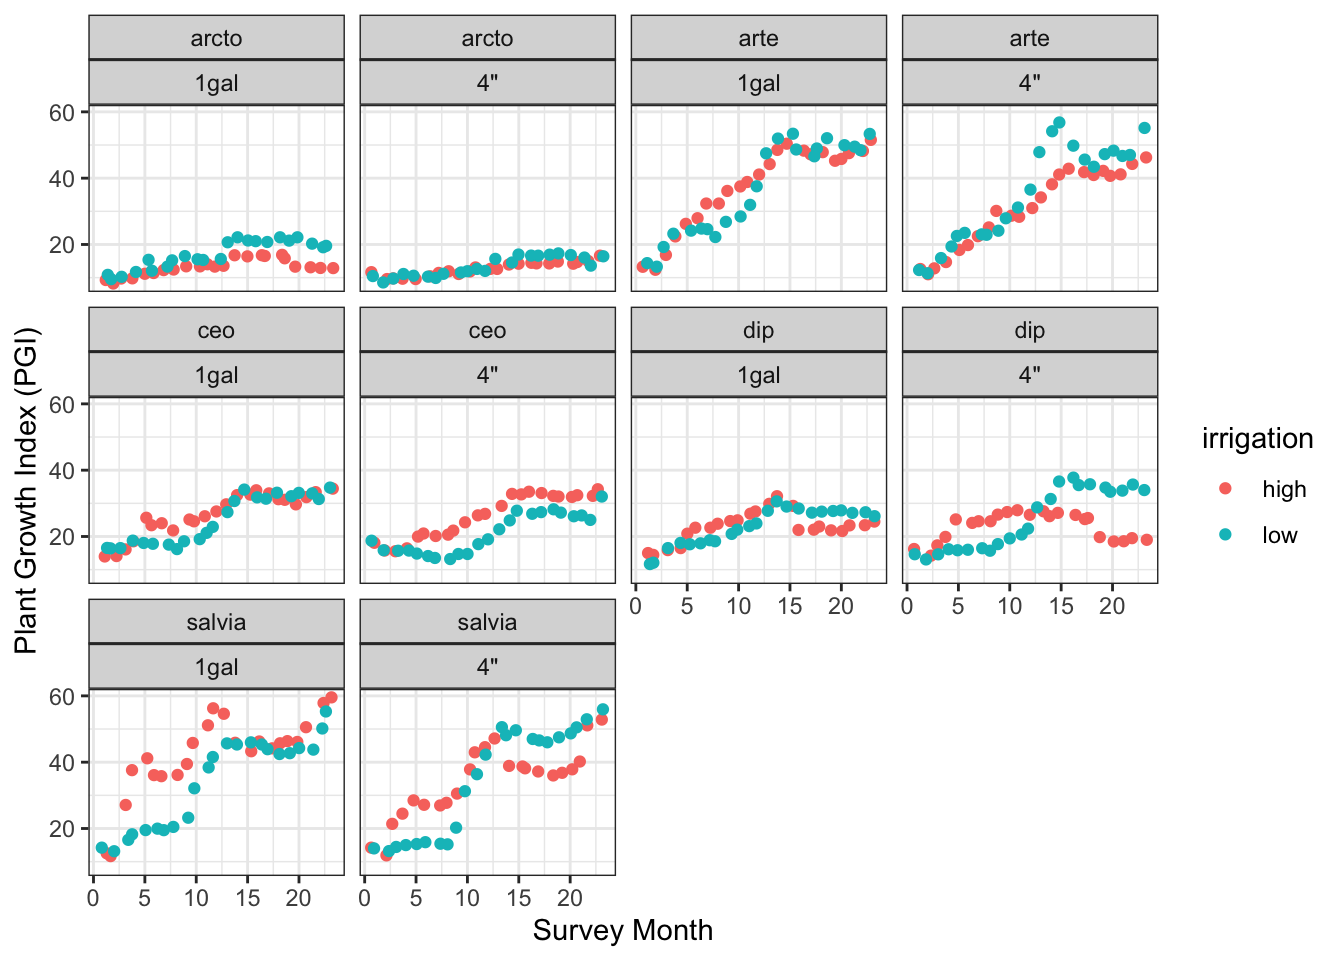 arcto arcto arte arte
1gal 4" 1gal 4"
60
40
20
ceo ceo dip dip
1gal 4" 1gal 4"
60
40
20
0 5 10 15 20 0 5 10 15 20
salvia salvia
1gal 4"
60
40
20
0 5 10 15 20 0 5 10 15 20
Survey Month
Plant Growth Index (PGI)
irrigation
high
low